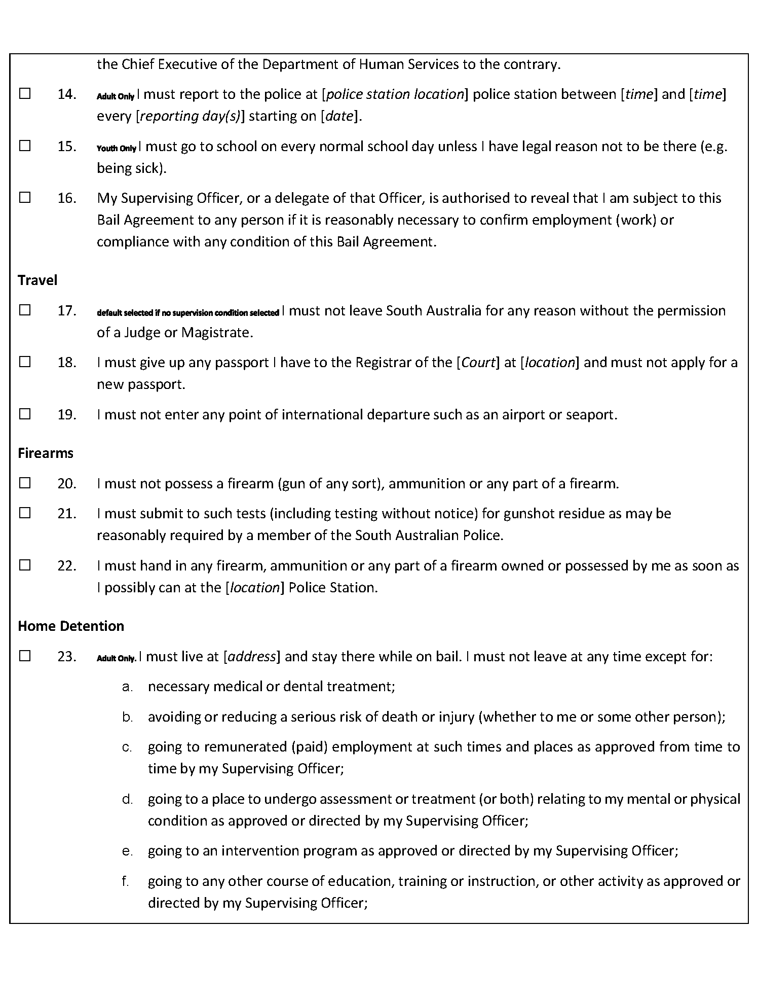 the Chief Executive of the Department of Human Services to the contrary.
☐ 14. Adult Only I must report to the police at [police station location] police station between [time] and [time]
every [reporting day(s)] starting on [date].
☐ 15. Youth Only I must go to school on every normal school day unless I have legal reason not to be there (e.g.
being sick).
☐ 16. My Supervising Officer, or a delegate of that Officer, is authorised to reveal that I am subject to this
Bail Agreement to any person if it is reasonably necessary to confirm employment (work) or
compliance with any condition of this Bail Agreement.
Travel
☐ 17. default selected if no supervision condition selected I must not leave South Australia for any reason without the permission
of a Judge or Magistrate.
☐ 18. I must give up any passport I have to the Registrar of the [Court] at [location] and must not apply for a
new passport.
☐ 19. I must not enter any point of international departure such as an airport or seaport.
Firearms
☐ 20. I must not possess a firearm (gun of any sort), ammunition or any part of a firearm.
☐ 21. I must submit to such tests (including testing without notice) for gunshot residue as may be
reasonably required by a member of the South Australian Police.
☐ 22. I must hand in any firearm, ammunition or any part of a firearm owned or possessed by me as soon as
I possibly can at the [location] Police Station.
Home Detention
☐ 23. Adult Only. I must live at [address] and stay there while on bail. I must not leave at any time except for:
a. necessary medical or dental treatment;
b. avoiding or reducing a serious risk of death or injury (whether to me or some other person);
c. going to remunerated (paid) employment at such times and places as approved from time to
time by my Supervising Officer;
d. going to a place to undergo assessment or treatment (or both) relating to my mental or physical
condition as approved or directed by my Supervising Officer;
e. going to an intervention program as approved or directed by my Supervising Officer;
f. going to any other course of education, training or instruction, or other activity as approved or
directed by my Supervising Officer;